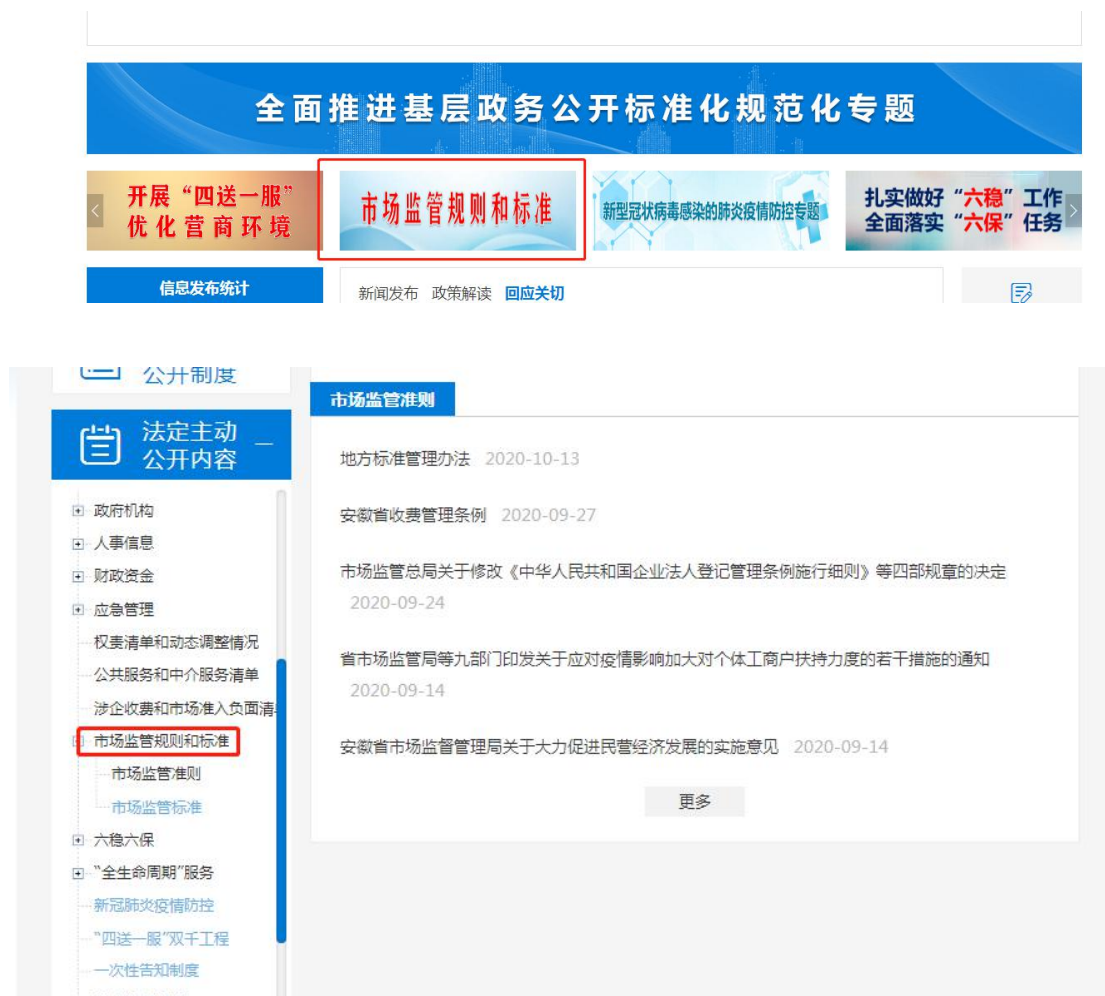 全面推进基层政务公开标准化规范化专题
开展“四送一服”
优化营商环境
市场监管规则和标准
新型冠状病毒感染的肺炎疫情防控专题
扎实做好“六稳”工作
全面落实“六保”任务
信息发布统计
新闻发布 政策解读 回应关切
公开制度
法定主动
公开内容
政府机构
人事信息
财政资金
应急管理
权责清单和动态调整情况
公共服务和中介服务清单
涉企收费和市场准入负面清
市场监管规则和标准
市场监管准则
市场监管标准
六稳六保
“全生命周期”服务
新冠肺炎疫情防控
“四送一服”双千工程
一次性告知制度
市场监管准则
地方标准管理办法 2020-10-13
安徽省收费管理条例 2020-09-27
市场监管总局关于修改《中华人民共和国企业法人登记管理条例施行细则》等四部规章的决定
2020-09-24
省市场监管局等九部门印发关于应对疫情影响加大对个体工商户扶持力度的若干措施的通知
2020-09-14
安徽省市场监督管理局关于大力促进民营经济发展的实施意见 2020-09-14
更多